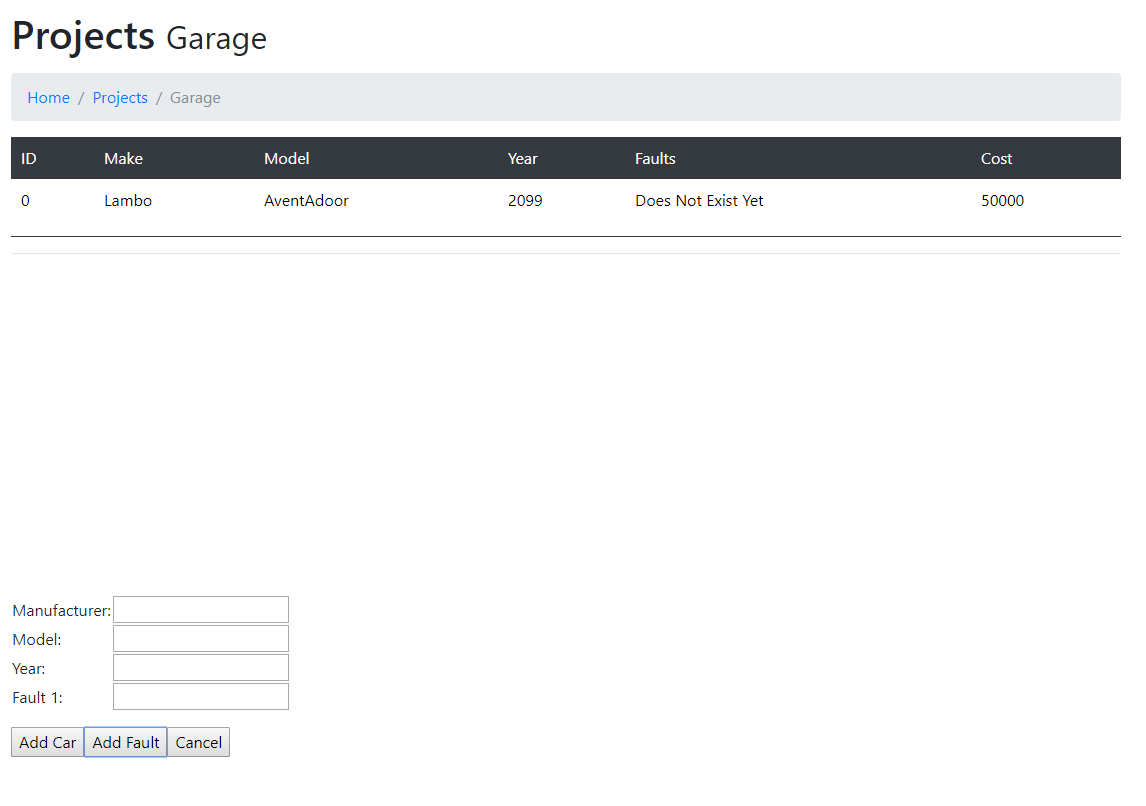 Projects Garage
Home / Projects / Garage
ID Make Model Year Faults Cost
0 Lambo AventAdoor 2099 Does Not Exist Yet 50000
Manufacturer:
Model:
Year:
Fault 1:
Add Car Add Fault Cancel